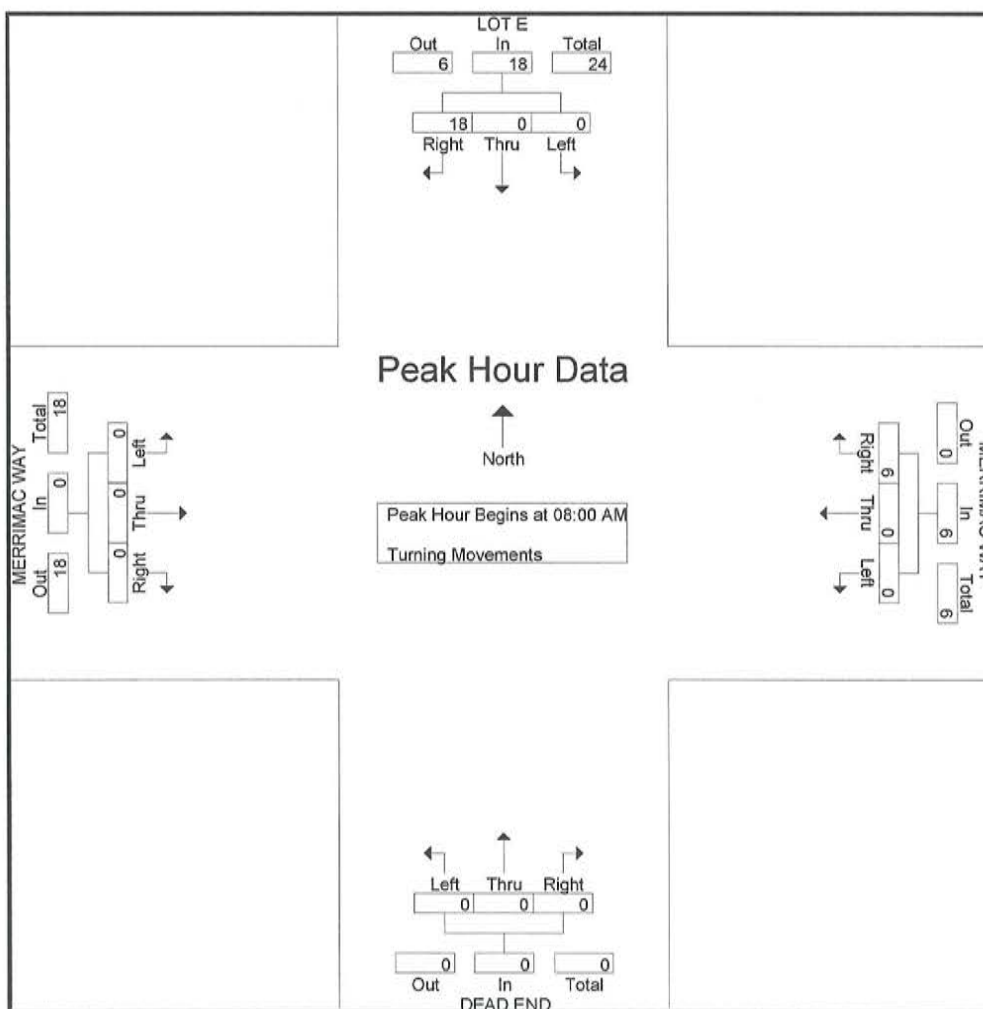 LOT E
Out In Total
6 18 24
18 0 0
Right Thru Left
Peak Hour Data
North
Peak Hour Begins at 08:00 AM
Turning Movements
MERRIMAC WAY
Total In Out
18 0 18
0 0 0
Left Thru Right
Right Thru Left
6 0 0
Out In Total
0 6 6
MERRIMAC WAY
Left Thru Right
0 0 0
0 0 0
Out In Total
DEAD END